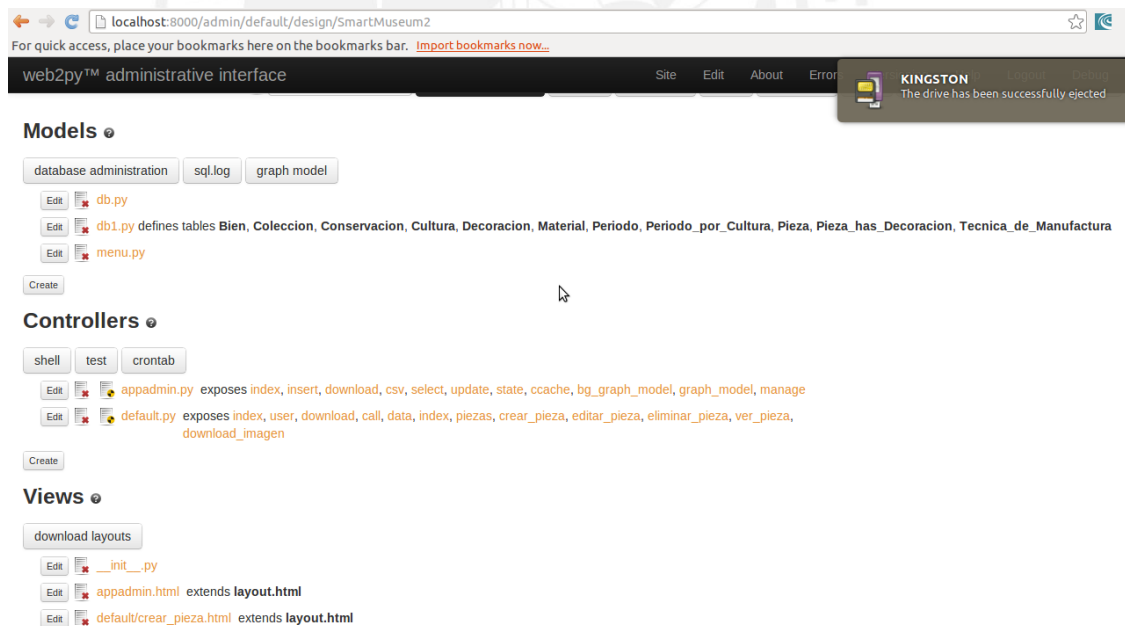 localhost:8000/admin/default/design/SmartMuseum2
For quick access, place your bookmarks here on the bookmarks bar. Import bookmarks now...
web2py™ administrative interface Site Edit About Errors Logout Debug
KINGSTON
The drive has been successfully ejected
Models
database administration sql.log graph model
Edit db.py
Edit db1.py defines tables Bien, Coleccion, Conservacion, Cultura, Decoracion, Material, Periodo, Periodo_por_Cultura, Pieza, Pieza_has_Decoracion, Tecnica_de_Manufactura
Edit menu.py
Create
Controllers
shell test crontab
Edit appadmin.py exposes index, insert, download, csv, select, update, state, ccache, bg_graph_model, graph_model, manage
Edit default.py exposes index, user, download, call, data, index, piezas, crear_pieza, editar_pieza, eliminar_pieza, ver_pieza,
download_imagen
Create
Views
download layouts
Edit __init__.py
Edit appadmin.html extends layout.html
Edit default/crear_pieza.html extends layout.html